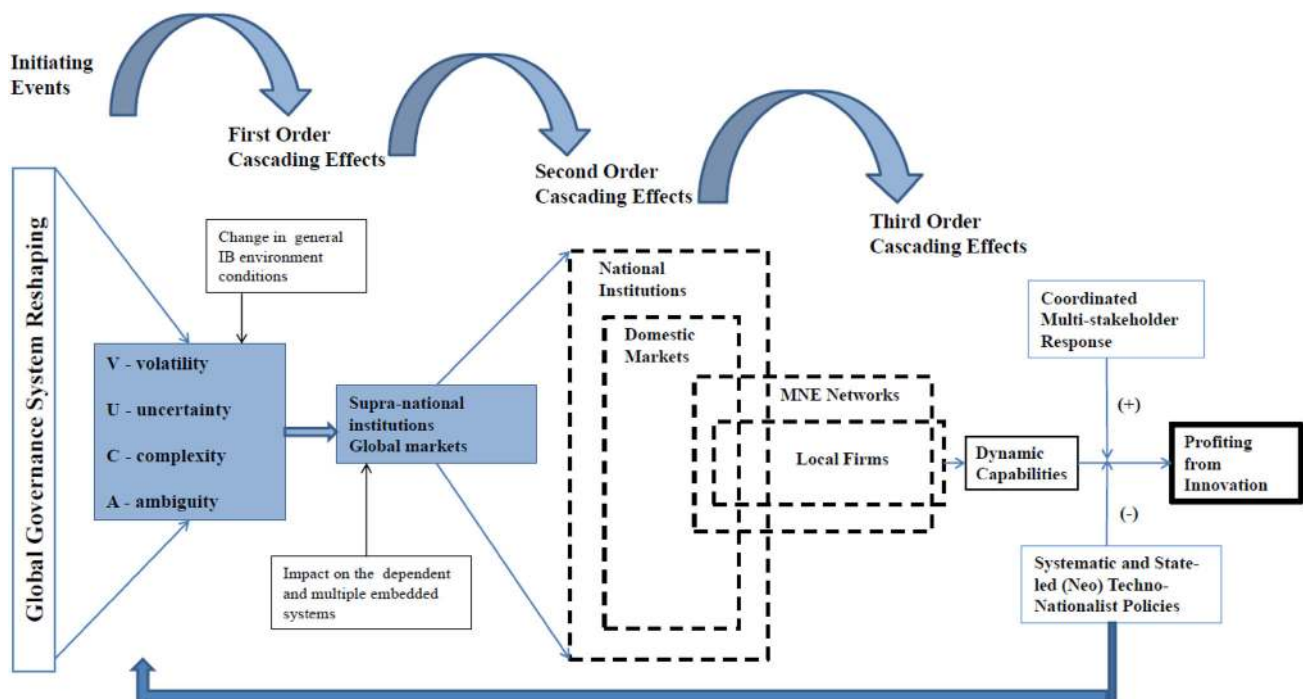 Initiating
Events
First Order
Cascading Effects
Second Order
Cascading Effects
Third Order
Cascading Effects
Global Governance System Reshaping
Change in general
IB environment
conditions
V - volatility
U - uncertainty
C - complexity
A - ambiguity
Supra-national
institutions
Global markets
Impact on the dependent
and multiple embedded
systems
National
Institutions
Domestic
Markets
MNE Networks
Local Firms
Dynamic
Capabilities
Coordinated
Multi-stakeholder
Response
(+)
Profiting
from
Innovation
(-)
Systematic and State-
led (Neo) Techno-
Nationalist Policies